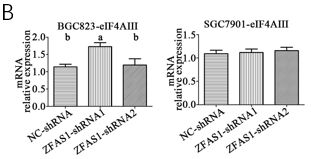 B
BGC823-eIF4AIII
mRNA
relative expression
2.0
1.5
1.0
0.5
0.0
b
a
b
NC-shRNA
ZFAS1-shRNA1
ZFAS1-shRNA2
SGC7901-eIF4AIII
mRNA
relative expression
1.5
1.0
0.5
0.0
NC-shRNA
ZFAS1-shRNA1
ZFAS1-shRNA2